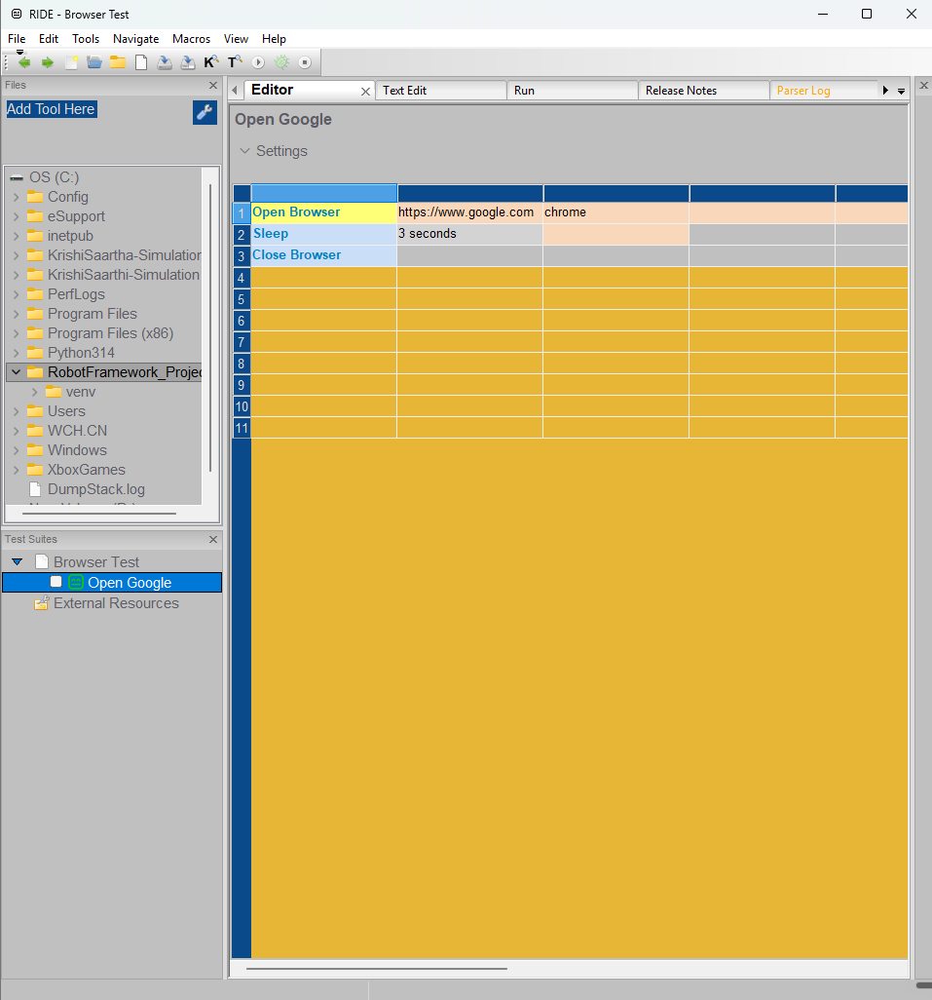 RIDE - Browser Test
File Edit Tools Navigate Macros View Help
K T
Files
Add Tool Here
OS (C:)
Config
eSupport
inetpub
KrishiSaartha-Simulation
KrishiSaarthi-Simulation
PerfLogs
Program Files
Program Files (x86)
Python314
RobotFramework_Projec
venv
Users
WCH.CN
Windows
XboxGames
DumpStack.log
Test Suites
Browser Test
Open Google
External Resources
Editor Text Edit Run Release Notes Parser Log
Open Google
Settings
1 Open Browser https://www.google.com chrome
2 Sleep 3 seconds
3 Close Browser
4
5
6
7
8
9
10
11